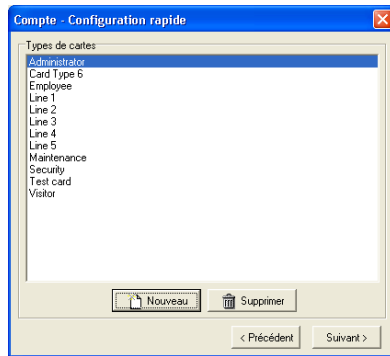 Compte - Configuration rapide
Types de cartes
Administrator
Card Type 6
Employee
Line 1
Line 2
Line 3
Line 4
Line 5
Maintenance
Security
Test card
Visitor
Nouveau Supprimer
< Précédent Suivant >